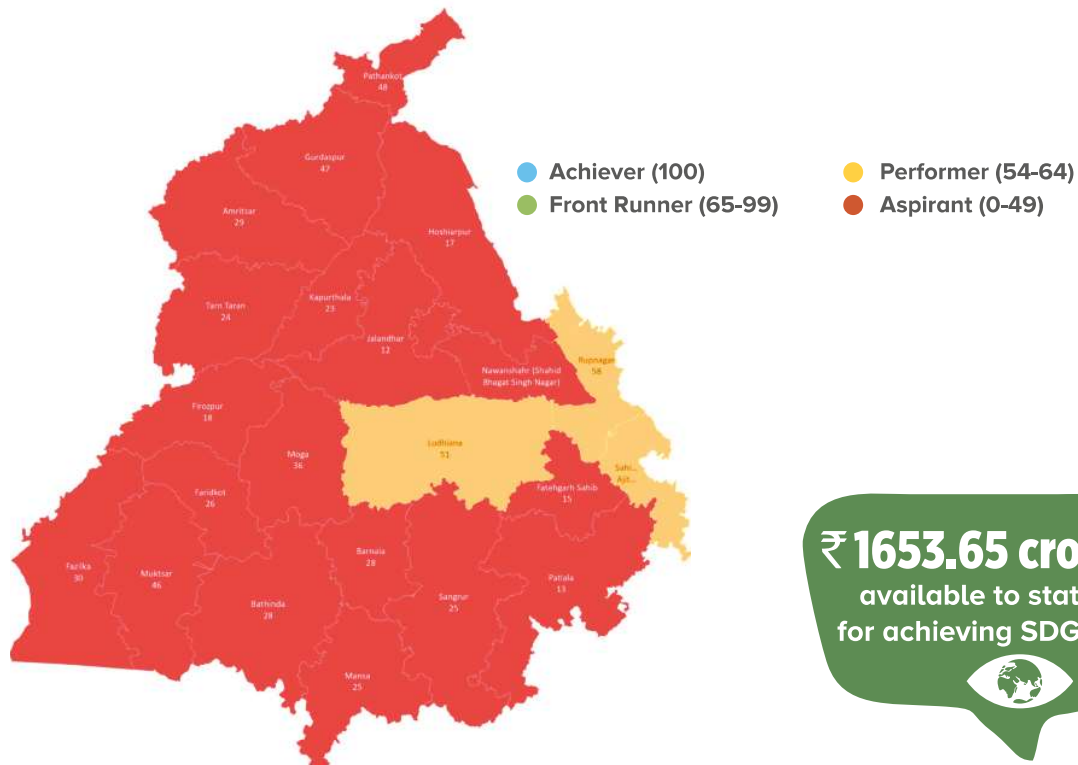 Pathankot
48
Gurdaspur
47
Achiever (100)
Performer (54-64)
Front Runner (65-99)
Aspirant (0-49)
Amritsar
29
Hoshiarpur
17
Tarn Taran
24
Kapurthala
23
Jalandhar
12
Nawanshahr (Shahid
Bhagat Singh Nagar)
Rupnagar
58
Firozpur
18
Moga
36
Ludhiana
51
Sahi...
Ajit...
Fatehgarh Sahib
15
Faridkot
26
Fazilka
30
Muktsar
46
Bathinda
28
Barnala
28
Sangrur
25
Patiala
13
Mansa
25
₹ 1653.65 cro
available to stat
for achieving SDG